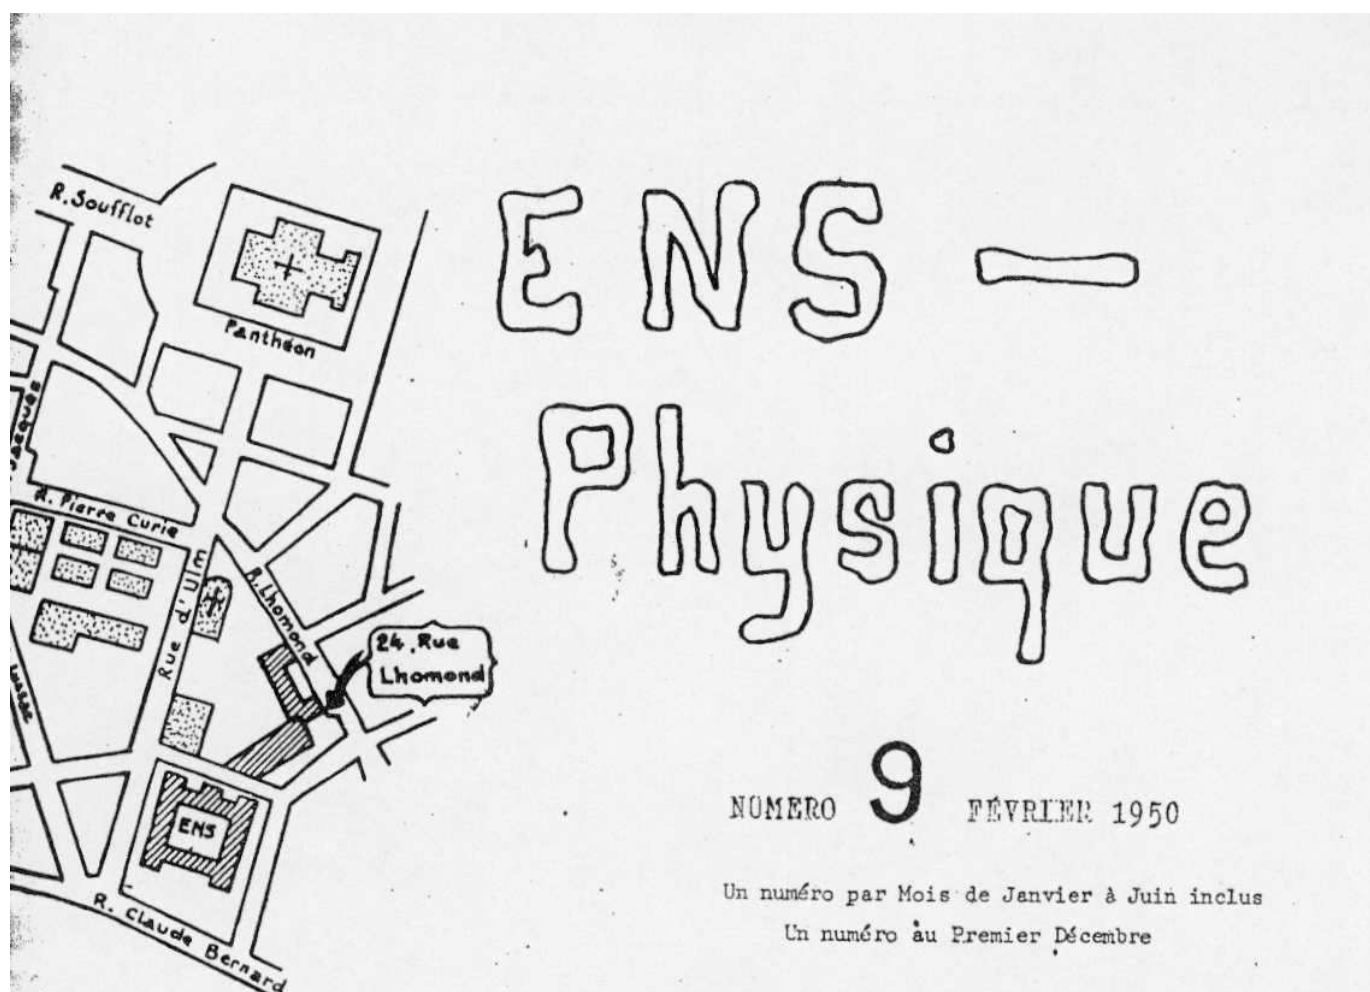 R. Soufflot
Panthéon
Jacques
R. Pierre Curie
Rue d'Ulm
R. Lhomond
24, Rue
Lhomond
ENS
R. Claude Bernard
ENS —
Physique
NUMERO 9 FÉVRIER 1950
Un numéro par Mois de Janvier à Juin inclus
Un numéro au Premier Décembre